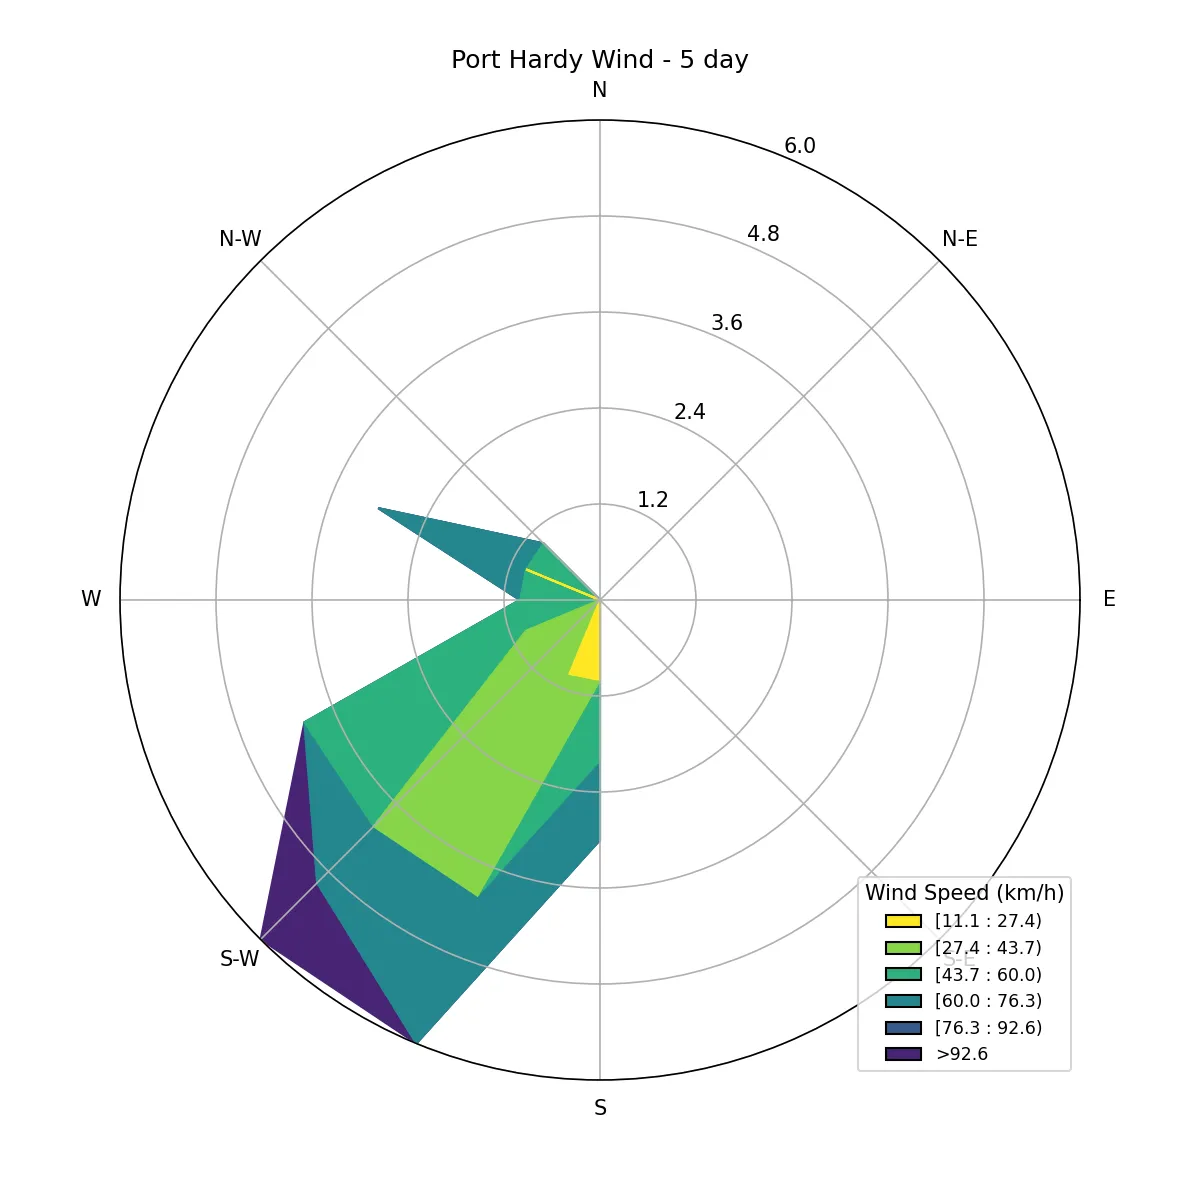 Port Hardy Wind - 5 day
N
6.0
N-W
4.8
N-E
3.6
2.4
1.2
W
E
Wind Speed (km/h)
[11.1 : 27.4)
[27.4 : 43.7)
S-W
S-E
[43.7 : 60.0)
[60.0 : 76.3)
[76.3 : 92.6)
>92.6
S